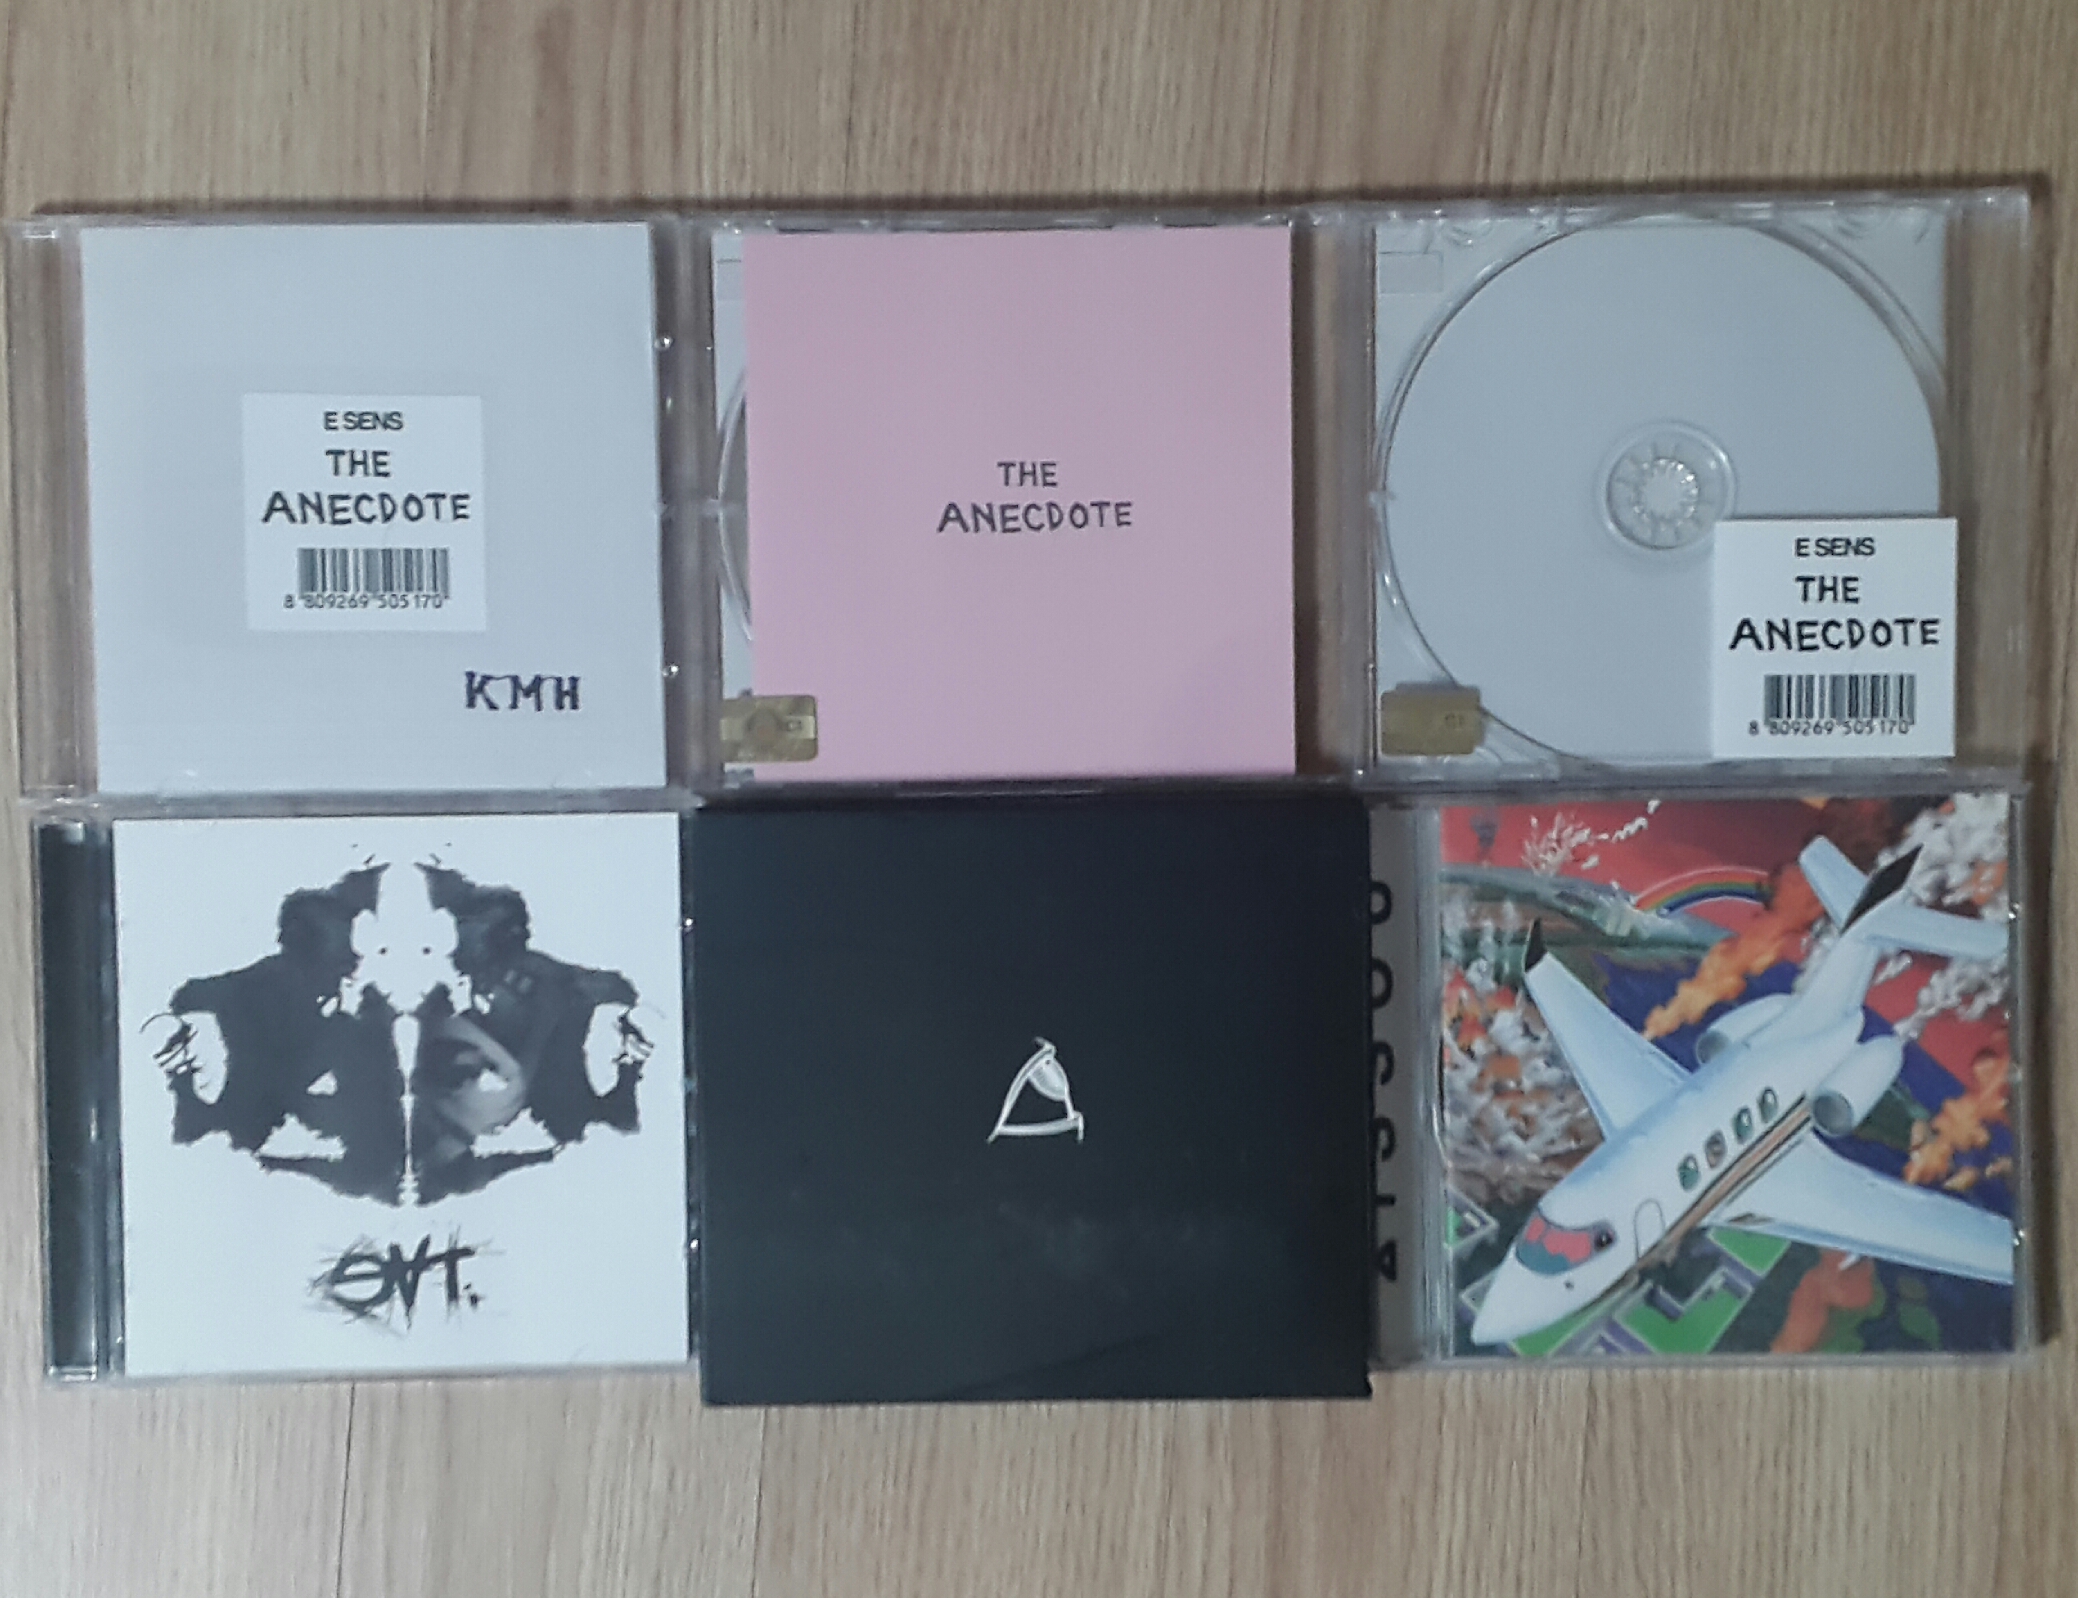 E SENS
THE
ANECDOTE
8 809269 505170
KMH
THE
ANECDOTE
E SENS
THE
ANECDOTE
8 809269 505170